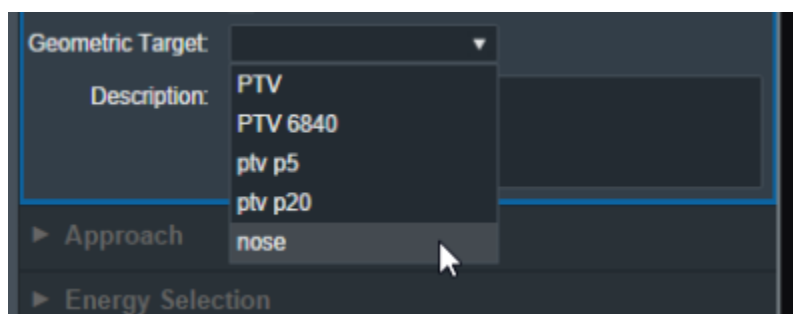 Geometric Target:
Description:
PTV
PTV 6840
ptv p5
ptv p20
nose
Approach
Energy Selection